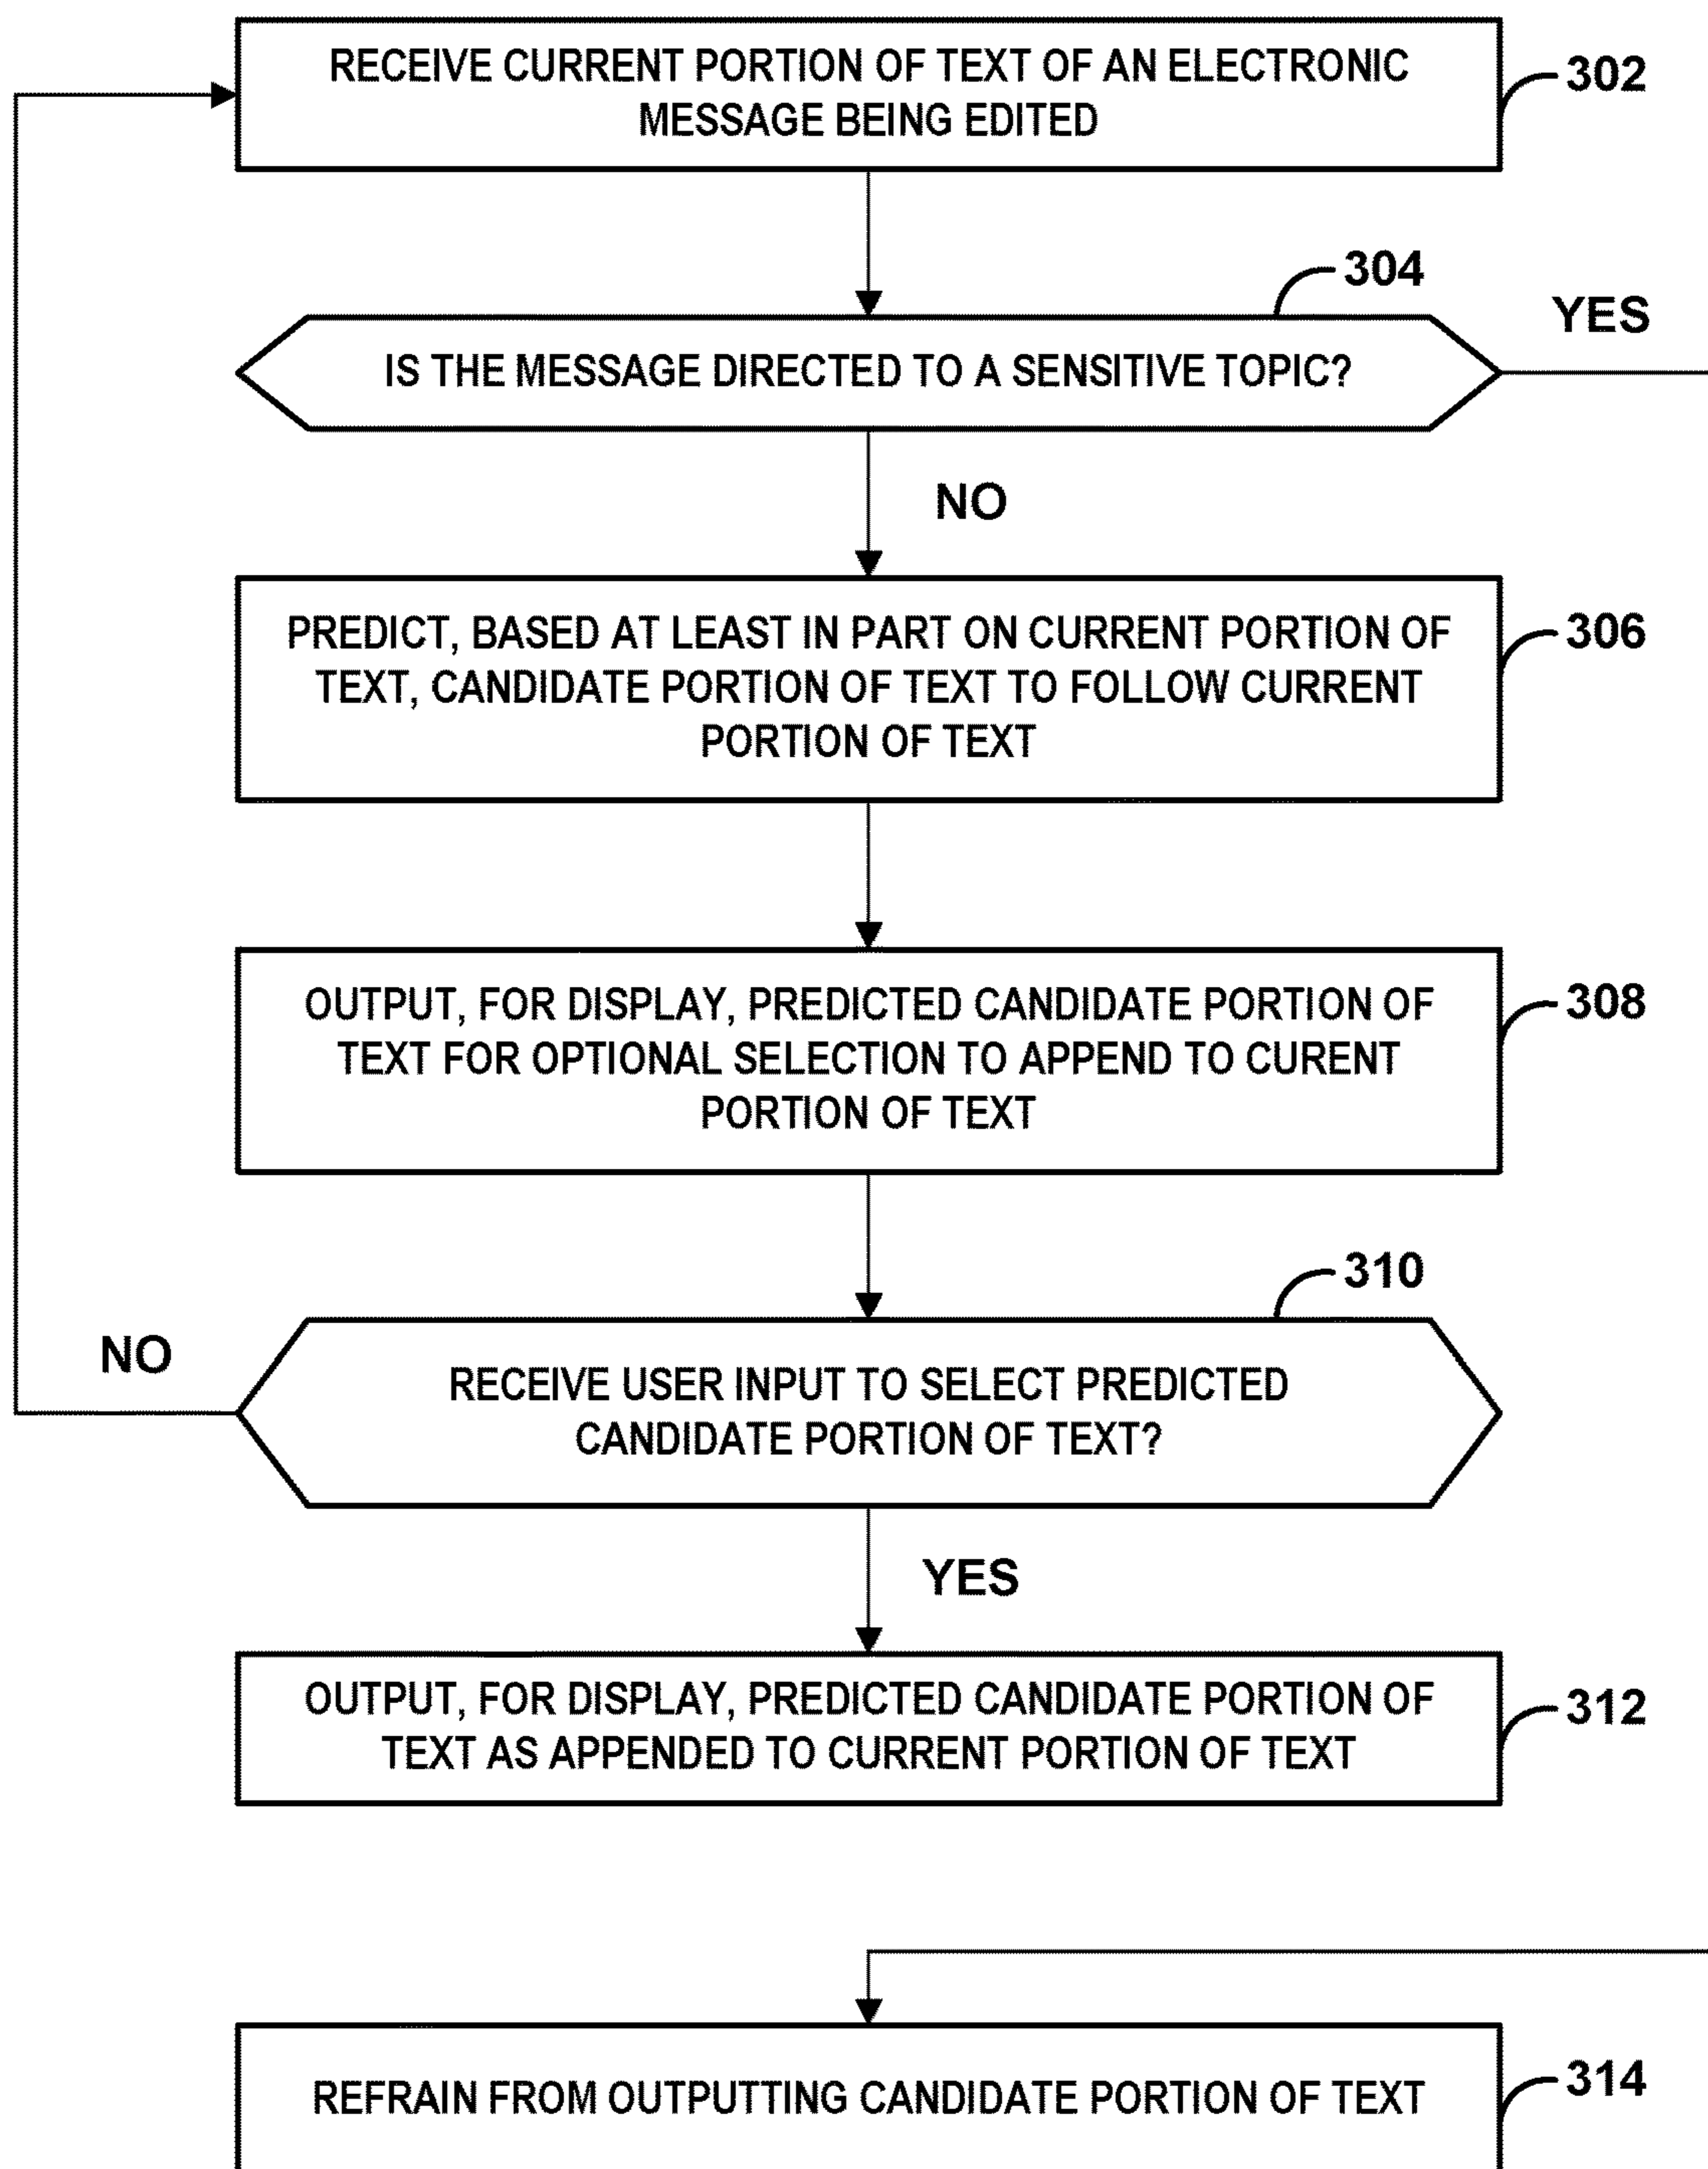 RECEIVE CURRENT PORTION OF TEXT OF AN ELECTRONIC
MESSAGE BEING EDITED
302
304
YES
IS THE MESSAGE DIRECTED TO A SENSITIVE TOPIC?
NO
PREDICT, BASED AT LEAST IN PART ON CURRENT PORTION OF
TEXT, CANDIDATE PORTION OF TEXT TO FOLLOW CURRENT
PORTION OF TEXT
306
OUTPUT, FOR DISPLAY, PREDICTED CANDIDATE PORTION OF
TEXT FOR OPTIONAL SELECTION TO APPEND TO CURENT
PORTION OF TEXT
308
310
NO
RECEIVE USER INPUT TO SELECT PREDICTED
CANDIDATE PORTION OF TEXT?
YES
OUTPUT, FOR DISPLAY, PREDICTED CANDIDATE PORTION OF
TEXT AS APPENDED TO CURRENT PORTION OF TEXT
312
REFRAIN FROM OUTPUTTING CANDIDATE PORTION OF TEXT
314